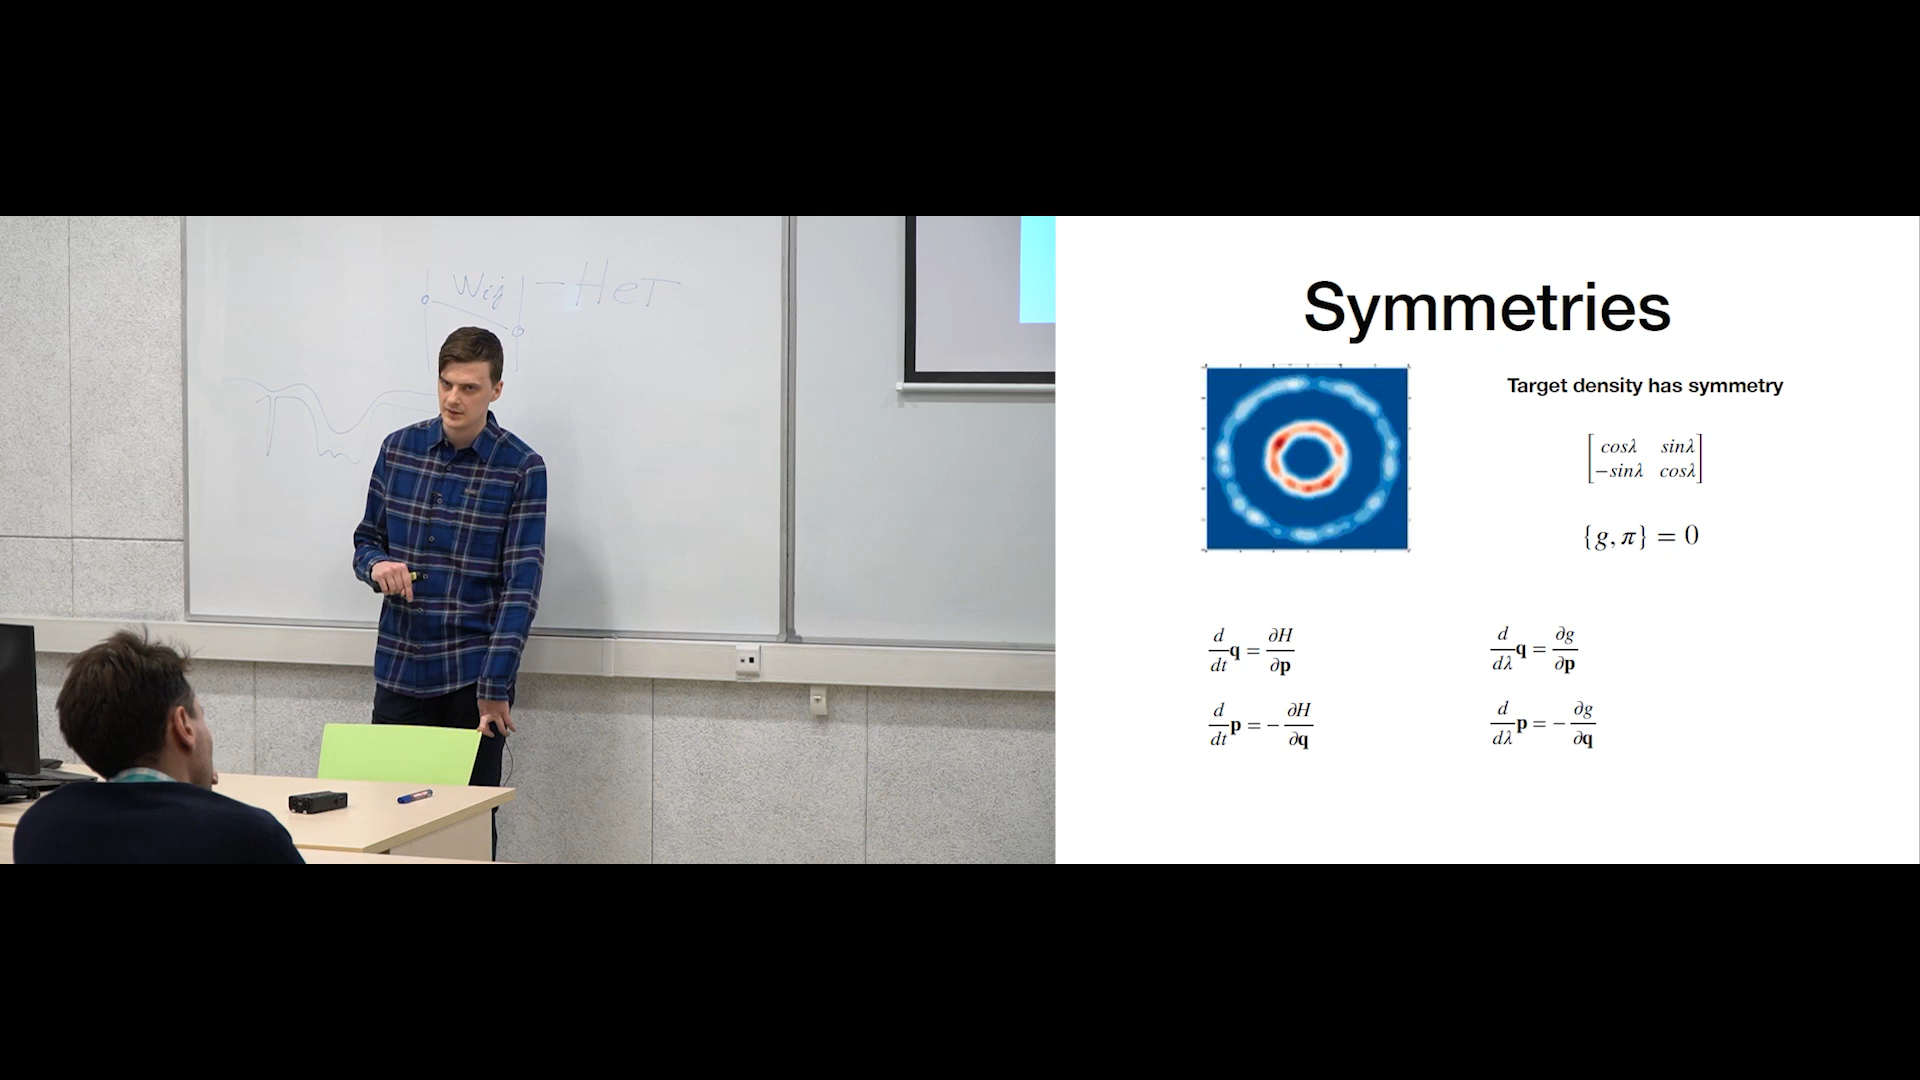 Wij - Нет
Symmetries
Target density has symmetry
[cosλ sinλ
−sinλ cosλ]
{g, π} = 0
d/dt q = ∂H/∂p
d/dt p = − ∂H/∂q
d/dλ q = ∂g/∂p
d/dλ p = − ∂g/∂q